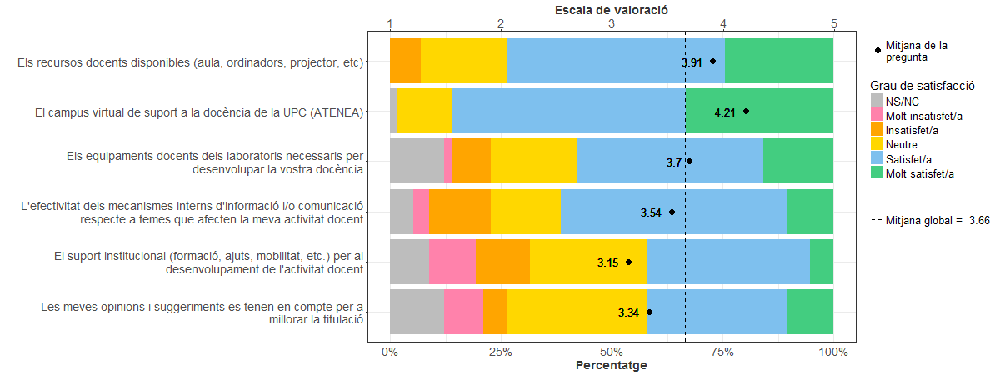 Escala de valoració
1 2 3 4 5
Els recursos docents disponibles (aula, ordinadors, projector, etc)
3.91
El campus virtual de suport a la docència de la UPC (ATENEA)
4.21
Els equipaments docents dels laboratoris necessaris per
desenvolupar la vostra docència
3.7
L'efectivitat dels mecanismes interns d'informació i/o comunicació
respecte a temes que afecten la meva activitat docent
3.54
El suport institucional (formació, ajuts, mobilitat, etc.) per al
desenvolupament de l'activitat docent
3.15
Les meves opinions i suggeriments es tenen en compte per a
millorar la titulació
3.34
0% 25% 50% 75% 100%
Percentatge
Mitjana de la
pregunta
Grau de satisfacció
NS/NC
Molt insatisfet/a
Insatisfet/a
Neutre
Satisfet/a
Molt satisfet/a
Mitjana global = 3.66